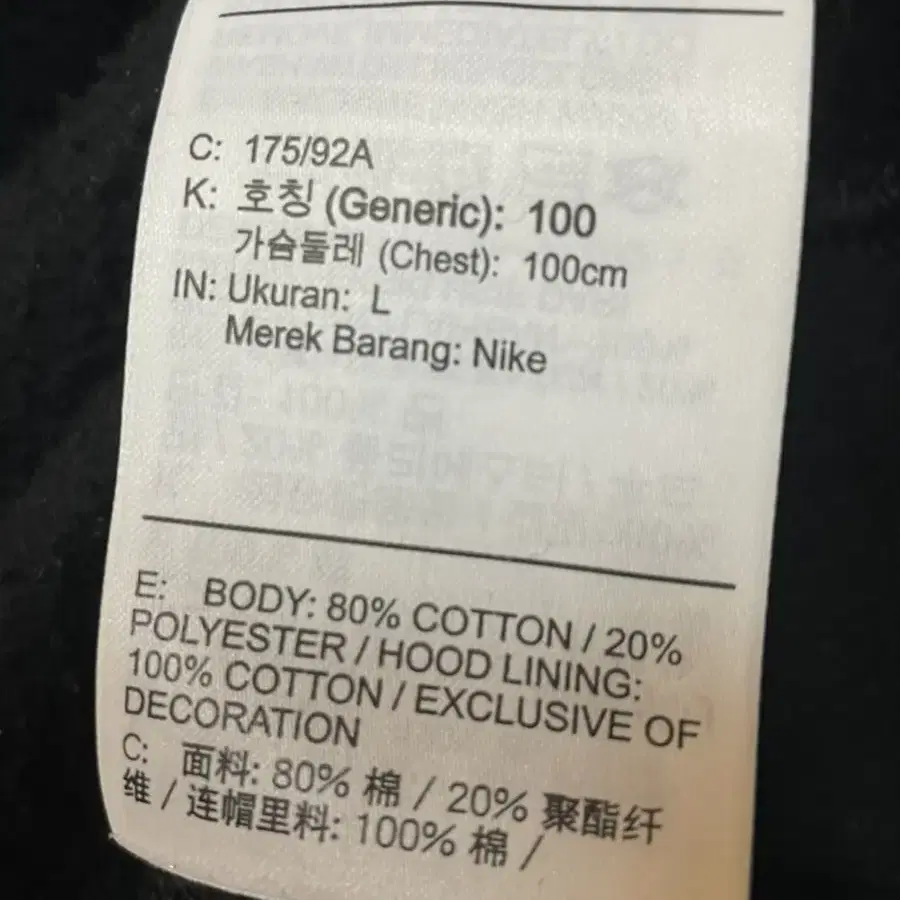 C: 175/92A
K: 호칭 (Generic): 100
가슴둘레 (Chest): 100cm
IN: Ukuran: L
Merek Barang: Nike
E: BODY: 80% COTTON / 20%
POLYESTER / HOOD LINING:
100% COTTON / EXCLUSIVE OF
DECORATION
C: 面料: 80% 棉 / 20% 聚酯纤
维 / 连帽里料: 100% 棉 /